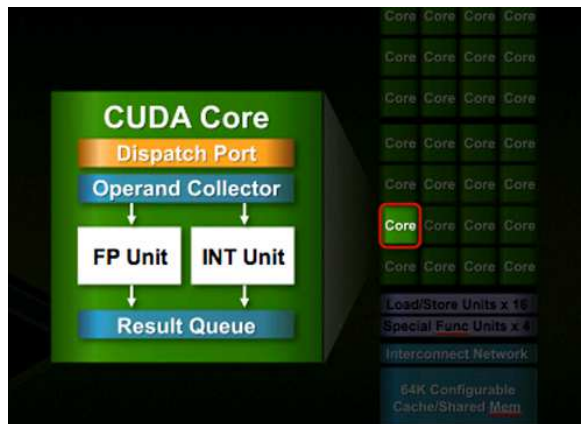 CUDA Core
Dispatch Port
Operand Collector
FP Unit
INT Unit
Result Queue
Core Core Core Core
Core Core Core Core
Core Core Core Core
Core Core Core Core
Core Core Core Core
Core Core Core Core
Core Core Core Core
Load/Store Units x 16
Special Func Units x 4
Interconnect Network
64K Configurable
Cache/Shared Mem